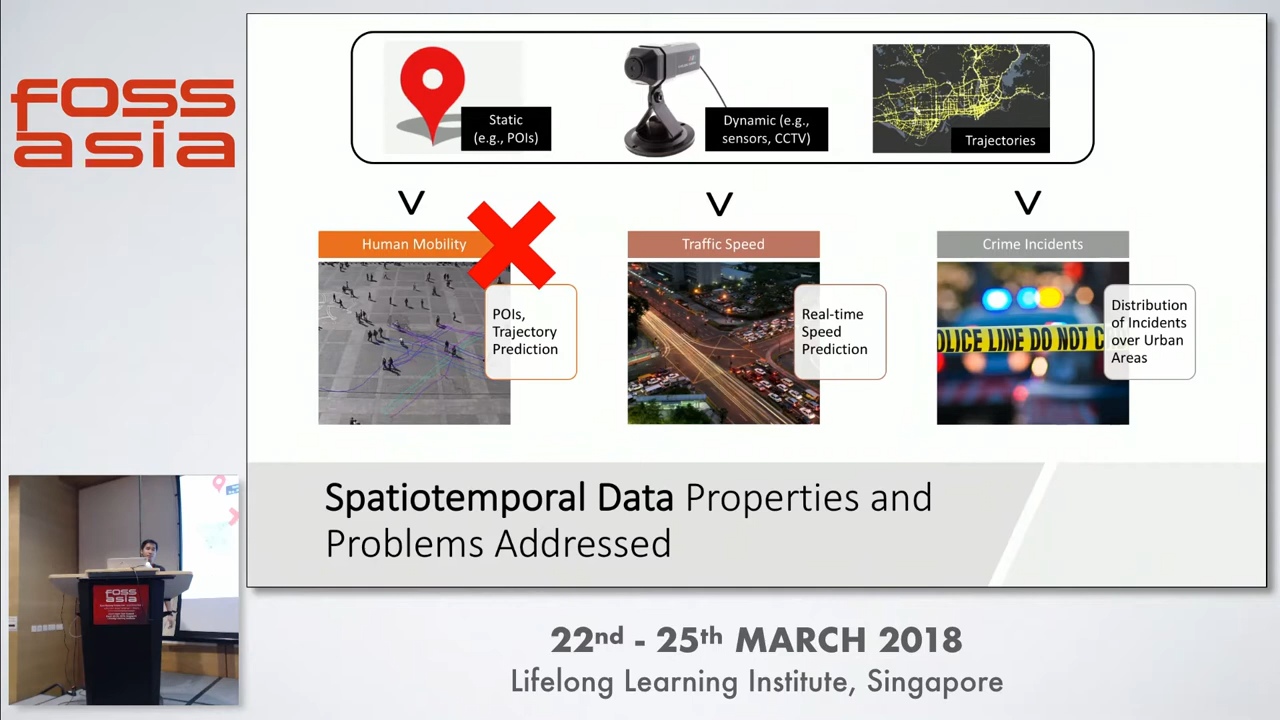 foss
asia
Static
(e.g., POIs)
Dynamic (e.g.,
sensors, CCTV)
Trajectories
Human Mobility
Traffic Speed
Crime Incidents
POIs,
Trajectory
Prediction
Real-time
Speed
Prediction
OLICE LINE DO NOT C
Distribution
of Incidents
over Urban
Areas
Spatiotemporal Data Properties and
Problems Addressed
foss
asia
22nd - 25th MARCH 2018
Lifelong Learning Institute, Singapore